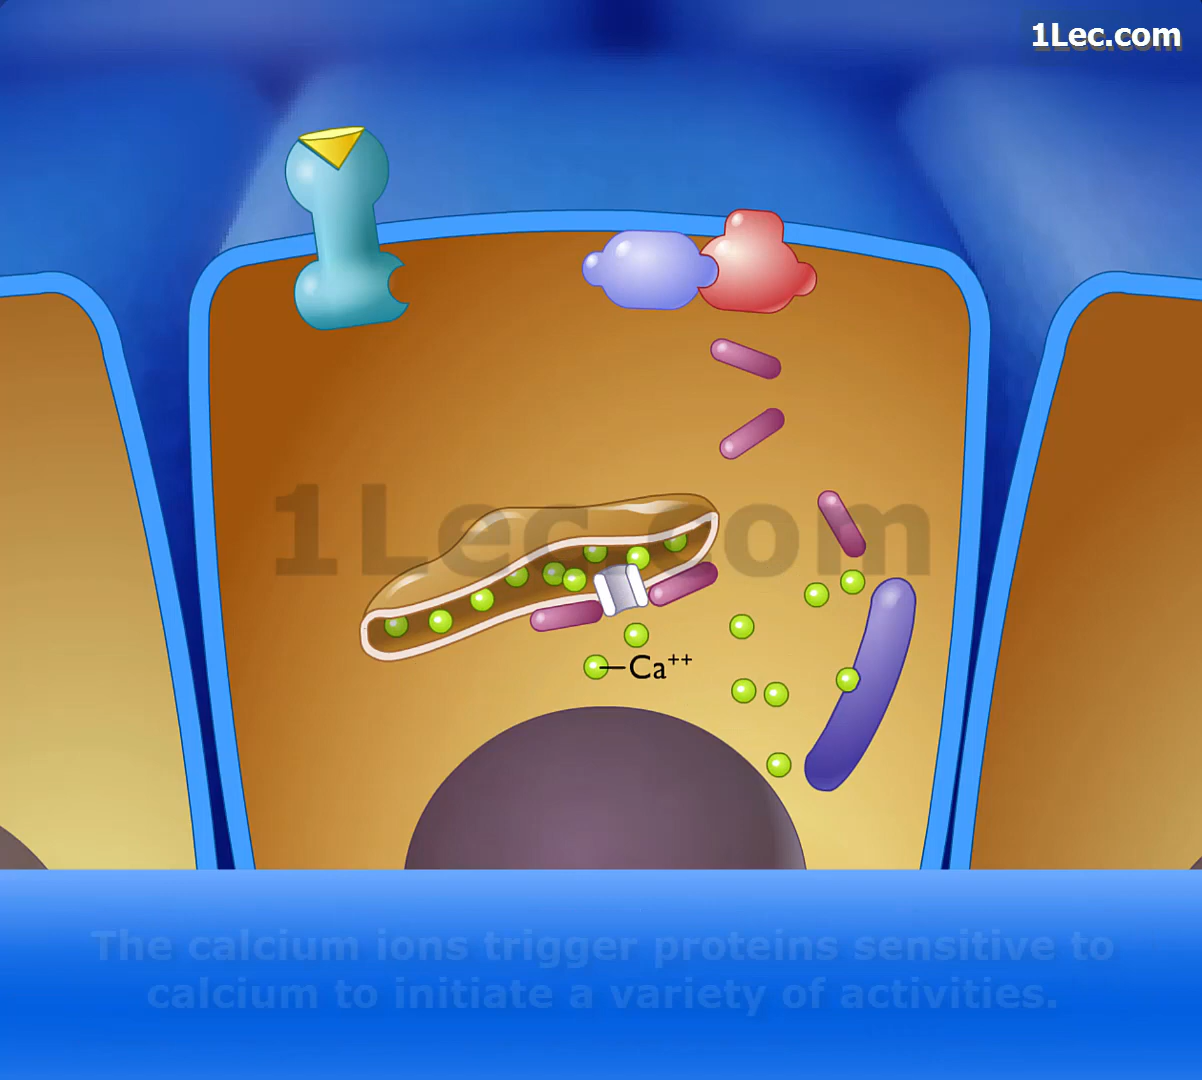 1Lec.com
1Lec.com
Ca++
The calcium ions trigger proteins sensitive to
calcium to initiate a variety of activities.